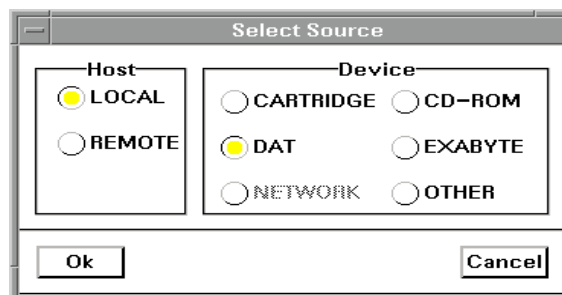 Select Source
Host
LOCAL
REMOTE
Device
CARTRIDGE CD-ROM
DAT EXABYTE
NETWORK OTHER
Ok Cancel